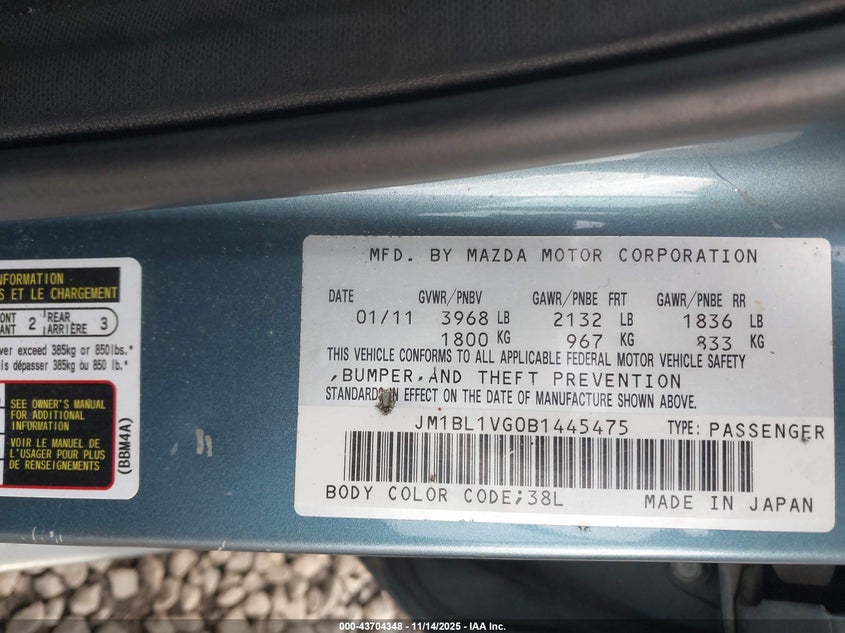 NFORMATION
S ET LE CHARGEMENT
ONT 2 REAR 3
ANT ARRIÈRE
ver exceed 385kg or 850lbs."
is dépasser 385kg ou 850 lb."
SEE OWNER'S MANUAL
FOR ADDITIONAL
INFORMATION
VOIR LE MANUEL DE
L'USAGER POUR PLUS
DE RENSEIGNEMENTS
(BBM4A)
MFD. BY MAZDA MOTOR CORPORATION
DATE GVWR/PNBV GAWR/PNBE FRT GAWR/PNBE RR
01/11 3968 LB 2132 LB 1836 LB
1800 KG 967 KG 833 KG
THIS VEHICLE CONFORMS TO ALL APPLICABLE FEDERAL MOTOR VEHICLE SAFETY
,BUMPER,AND THEFT PREVENTION
STANDARDS IN EFFECT ON THE DATE OF MANUFACTURE SHOWN ABOVE.
JM1BL1VG0B1445475 TYPE: PASSENGER
BODY COLOR CODE;38L MADE IN JAPAN
000-43704348 - 11/14/2025 - IAA Inc.